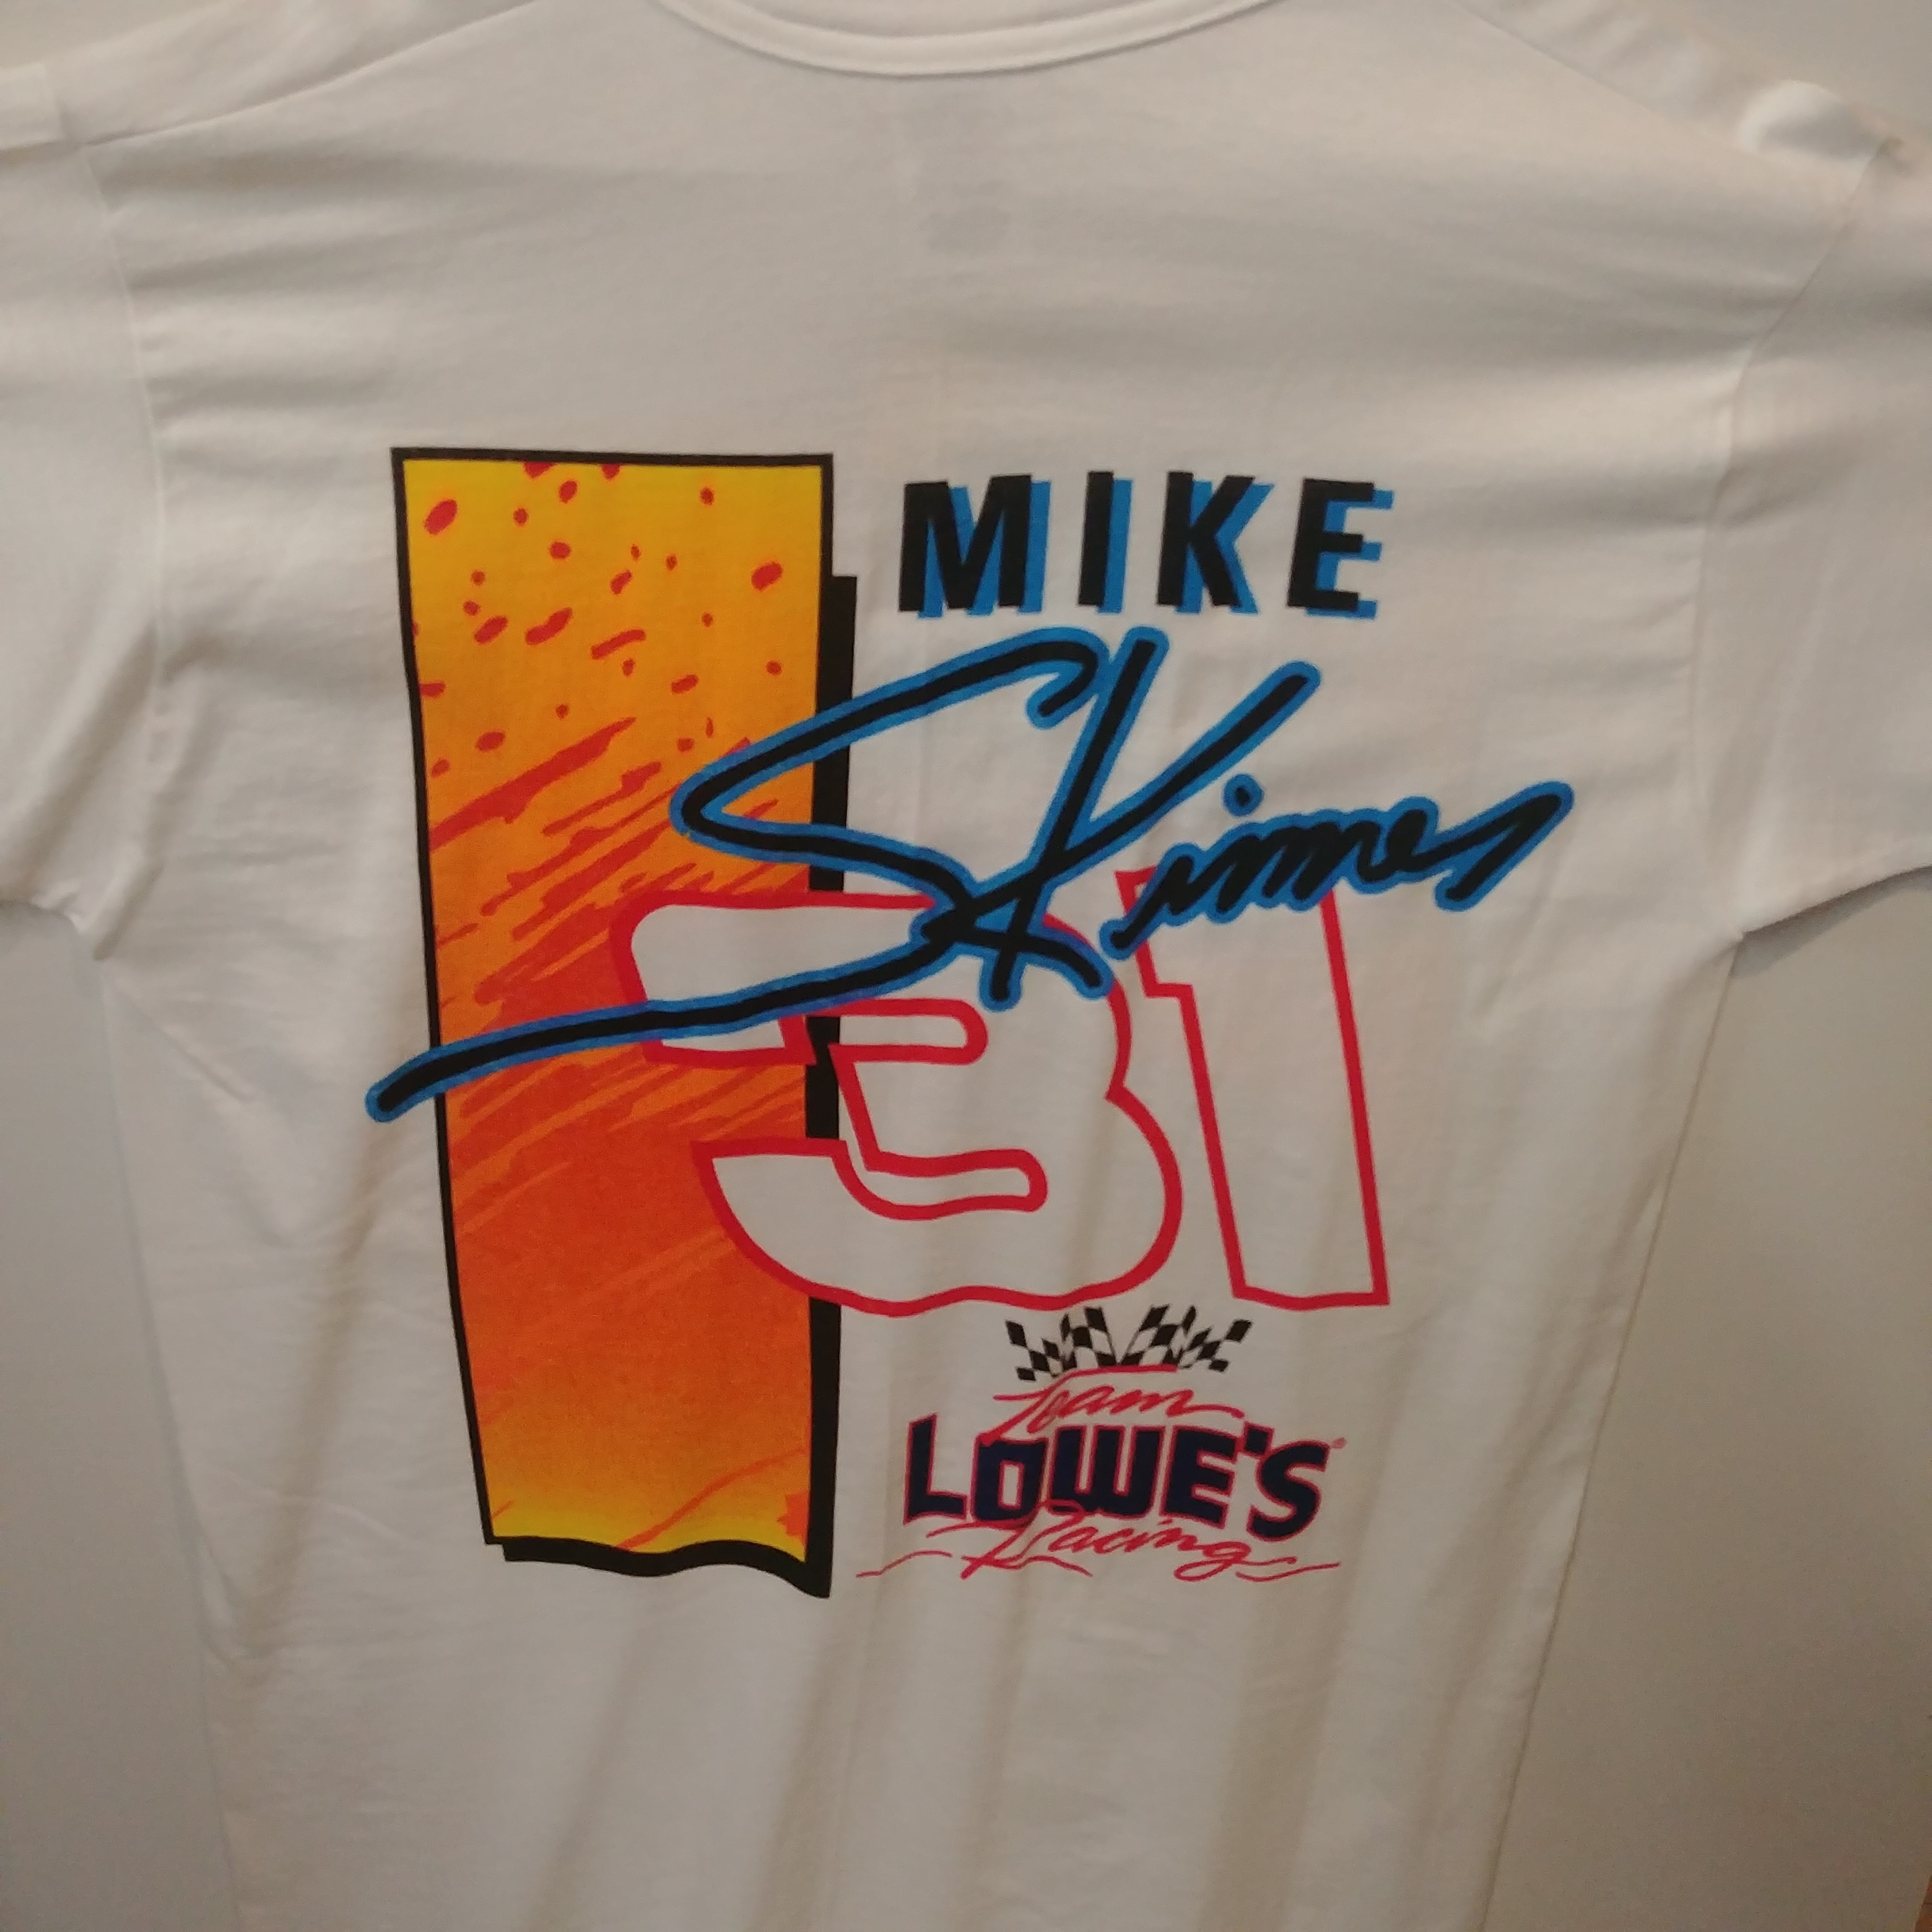 MIKE
Skinner
31
Team
LOWE'S®
Racing